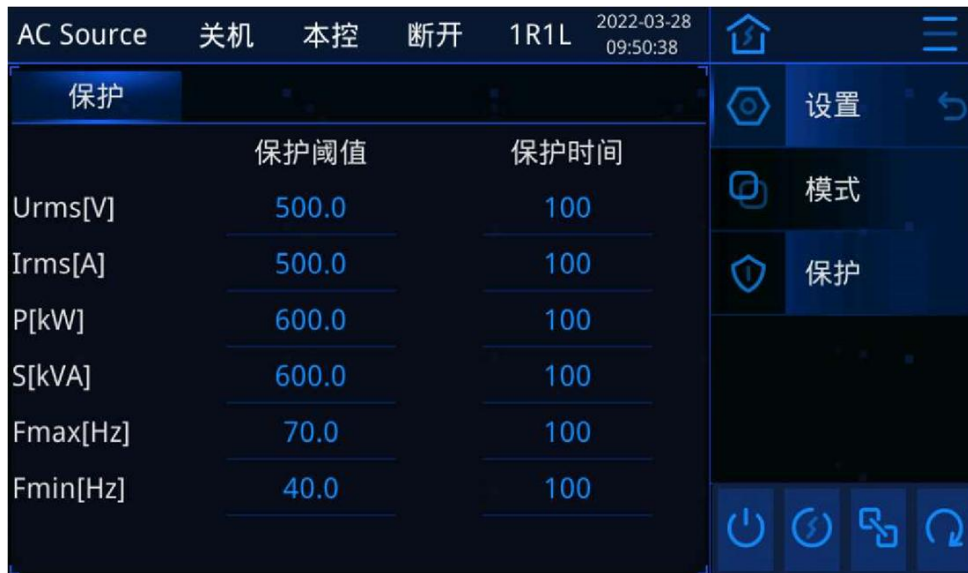 AC Source 关机 本控 断开 1R1L 2022-03-28
09:50:38
保护
保护阈值 保护时间
Urms[V] 500.0 100
Irms[A] 500.0 100
P[kW] 600.0 100
S[kVA] 600.0 100
Fmax[Hz] 70.0 100
Fmin[Hz] 40.0 100
设置
模式
保护